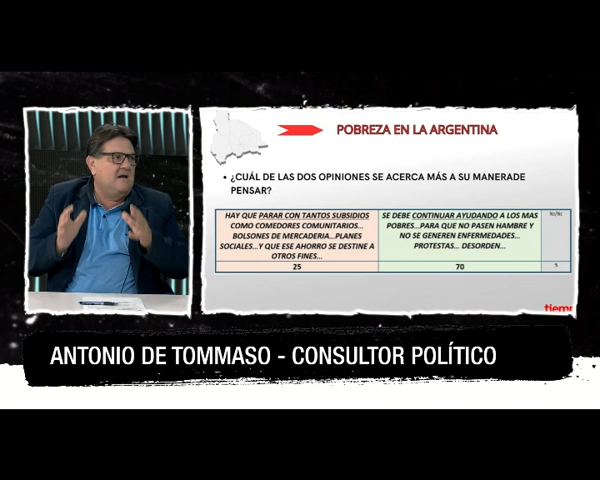 POBREZA EN LA ARGENTINA
• ¿CUÁL DE LAS DOS OPINIONES SE ACERCA MÁS A SU MANERADE
PENSAR?
HAY QUE PARAR CON TANTOS SUBSIDIOS
COMO COMEDORES COMUNITARIOS...
BOLSONES DE MERCADERIA...PLANES
SOCIALES...Y QUE ESE AHORRO SE DESTINE A
OTROS FINES...
SE DEBE CONTINUAR AYUDANDO A LOS MAS
POBRES...PARA QUE NO PASEN HAMBRE Y
NO SE GENEREN ENFERMEDADES...
PROTESTAS... DESORDEN...
25
70
5
tiemp
ANTONIO DE TOMMASO - CONSULTOR POLÍTICO